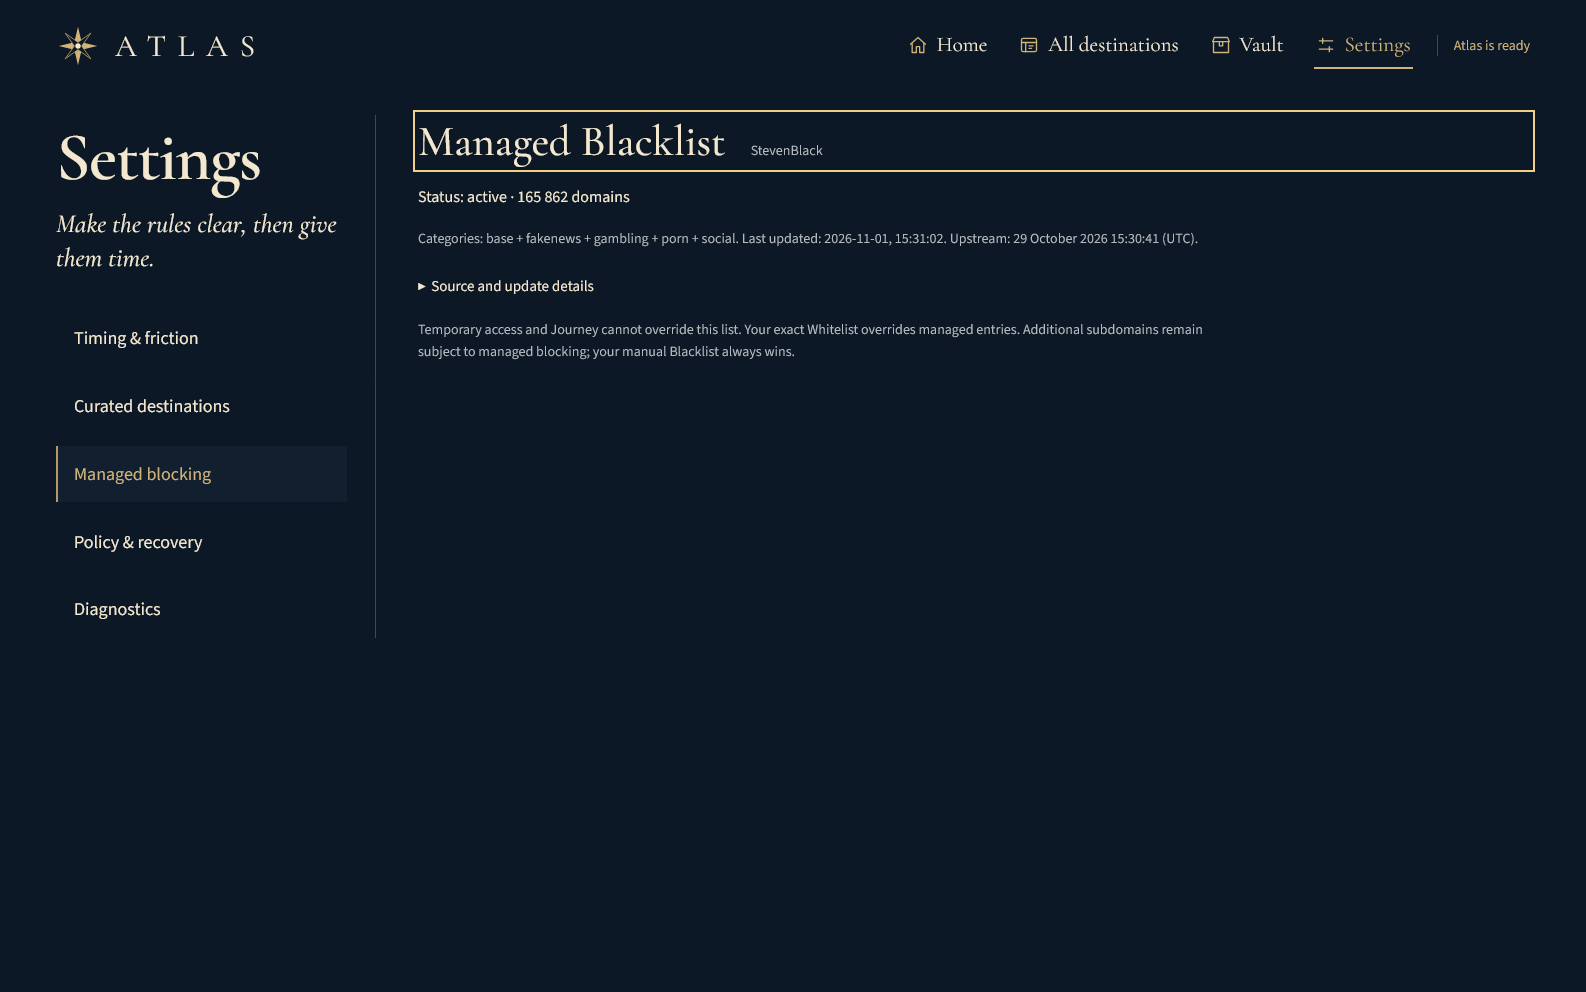 ATLAS
Home
All destinations
Vault
Settings
Atlas is ready
Settings
Make the rules clear, then give
them time.
Timing & friction
Curated destinations
Managed blocking
Policy & recovery
Diagnostics
Managed Blacklist StevenBlack
Status: active · 165 862 domains
Categories: base + fakenews + gambling + porn + social. Last updated: 2026-11-01, 15:31:02. Upstream: 29 October 2026 15:30:41 (UTC).
▸ Source and update details
Temporary access and Journey cannot override this list. Your exact Whitelist overrides managed entries. Additional subdomains remain
subject to managed blocking; your manual Blacklist always wins.